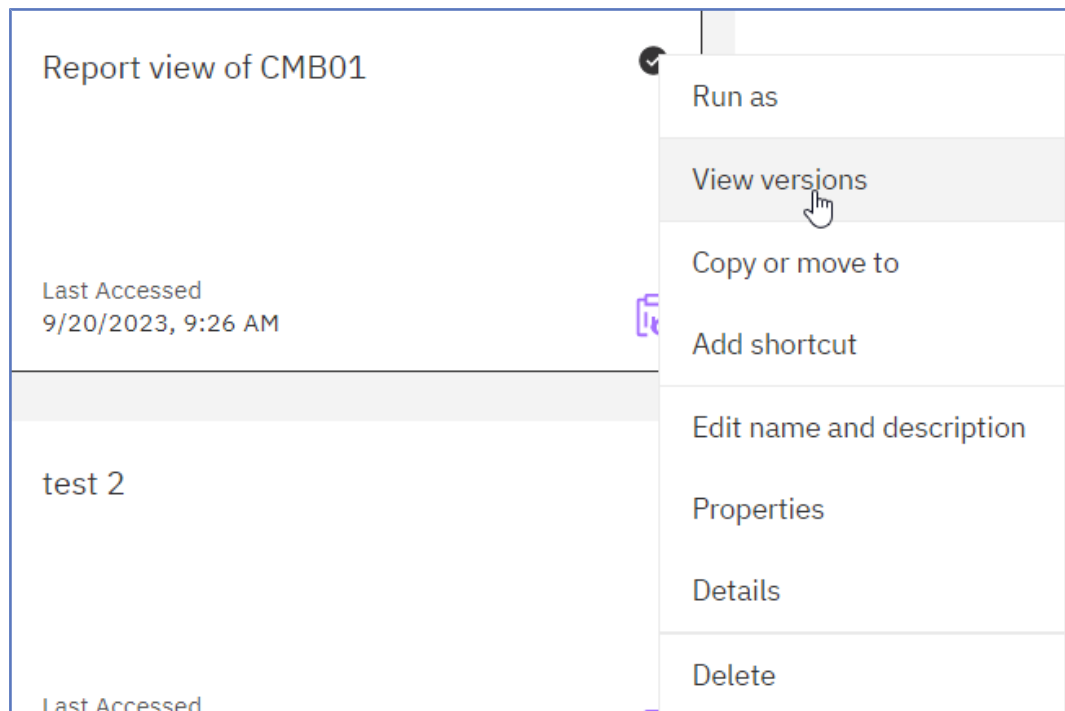 Report view of CMB01
Last Accessed
9/20/2023, 9:26 AM
test 2
Last Accessed
Run as
View versions
Copy or move to
Add shortcut
Edit name and description
Properties
Details
Delete